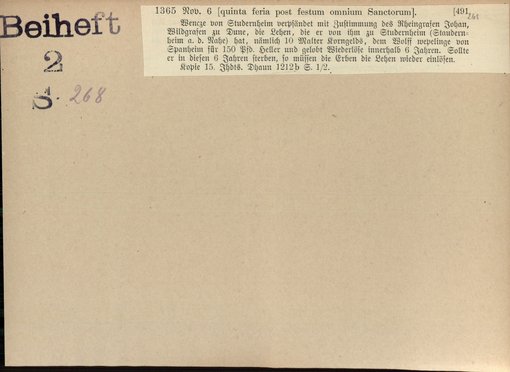 Beiheft
2
S. 268
1365 Nov. 6 [quinta feria post festum omnium Sanctorum]. [491
261
Wencze von Studernheim verpfändet mit Zustimmung des Rheingrafen Johan,
Wildgrafen zu Dune, die Lehen, die er von ihm zu Studernheim (Staudern-
heim a. d. Nahe) hat, nämlich 10 Malter Korngelds, dem Wolff wepelinge von
Spanheim für 150 Pfd. Heller und gelobt Wiederlöse innerhalb 6 Jahren. Sollte
er in diesen 6 Jahren sterben, so müssen die Erben die Lehen wieder einlösen.
Kopie 15. Jhdts. Dhaun 1212b S. 1/2.